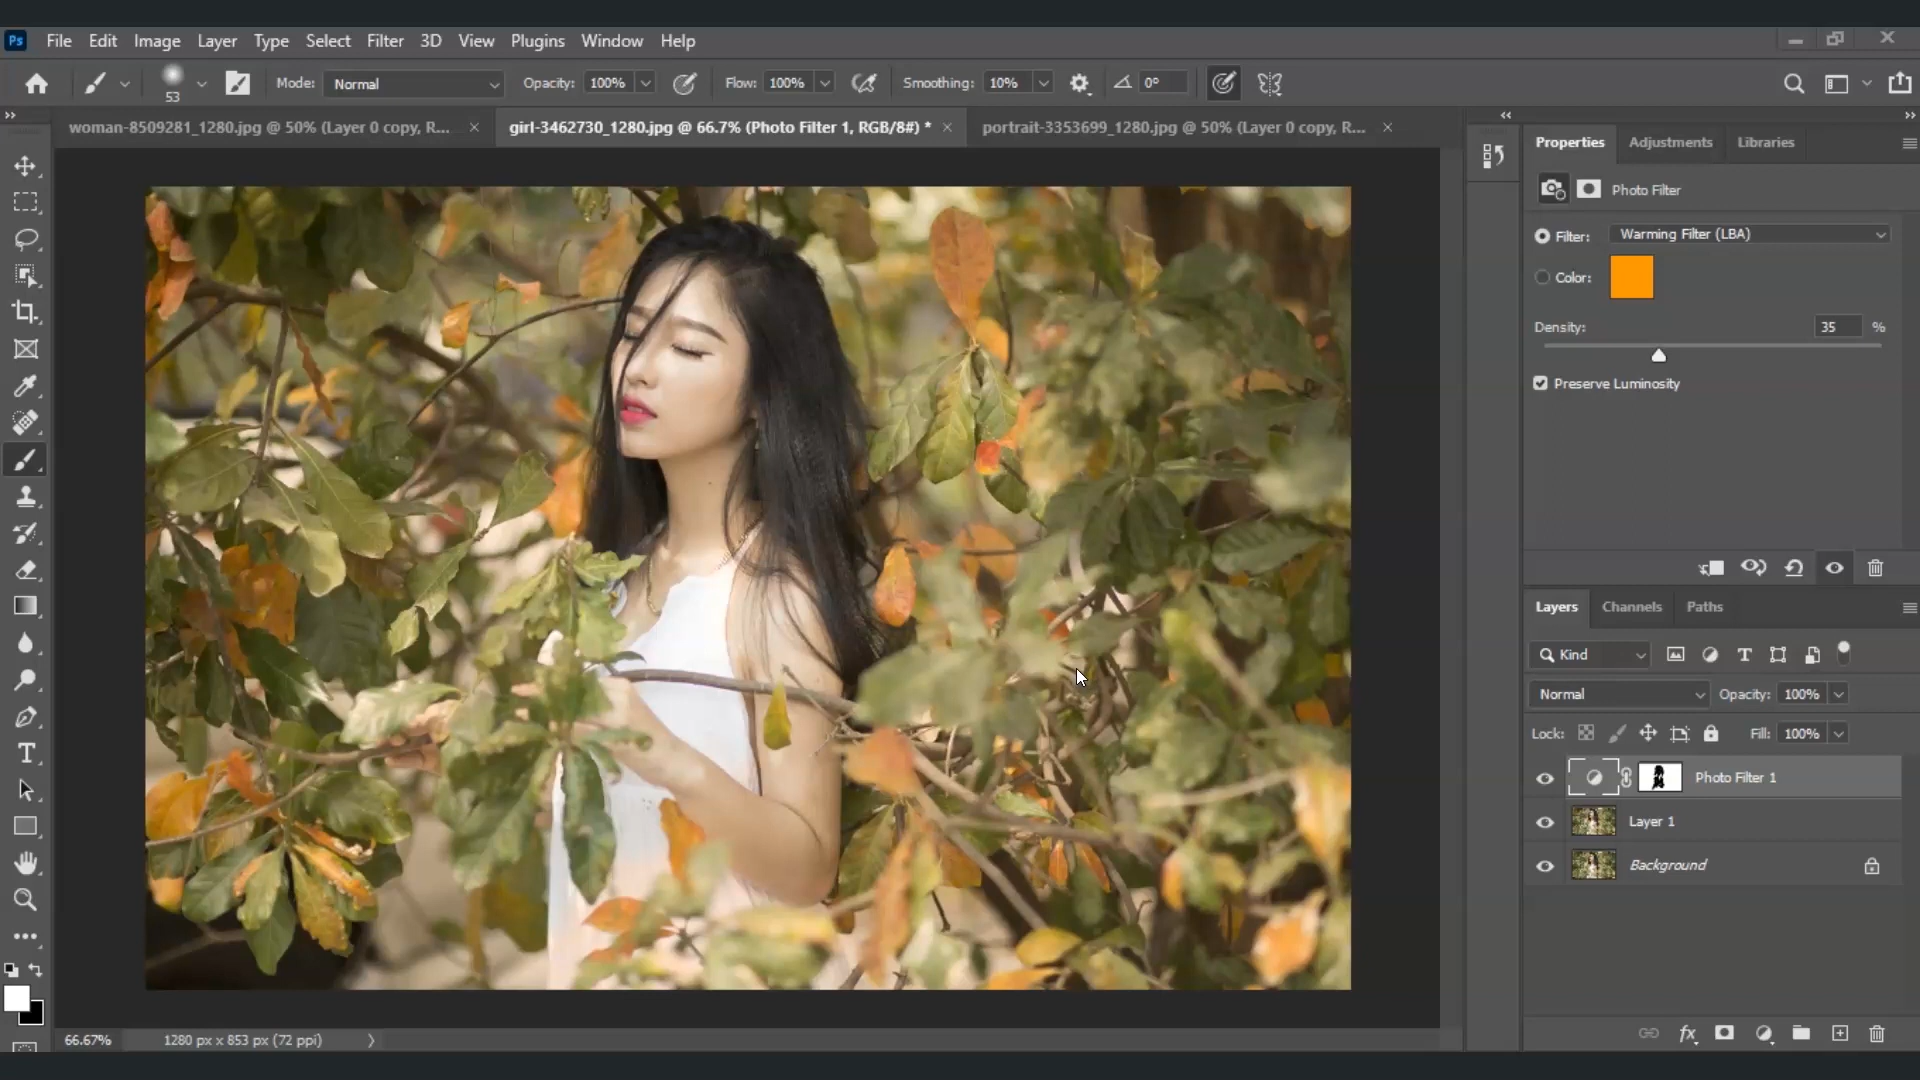 Ps File Edit Image Layer Type Select Filter 3D View Plugins Window Help
53 Mode: Normal Opacity: 100% Flow: 100% Smoothing: 10% 0°
woman-8509281_1280.jpg @ 50% (Layer 0 copy, R... girl-3462730_1280.jpg @ 66.7% (Photo Filter 1, RGB/8#) * portrait-3353699_1280.jpg @ 50% (Layer 0 copy, R...
Properties Adjustments Libraries
Photo Filter
Filter: Warming Filter (LBA)
Color:
Density: 35 %
Preserve Luminosity
Layers Channels Paths
Kind
Normal Opacity: 100%
Lock: Fill: 100%
Photo Filter 1
Layer 1
Background
66.67% 1280 px x 853 px (72 ppi)